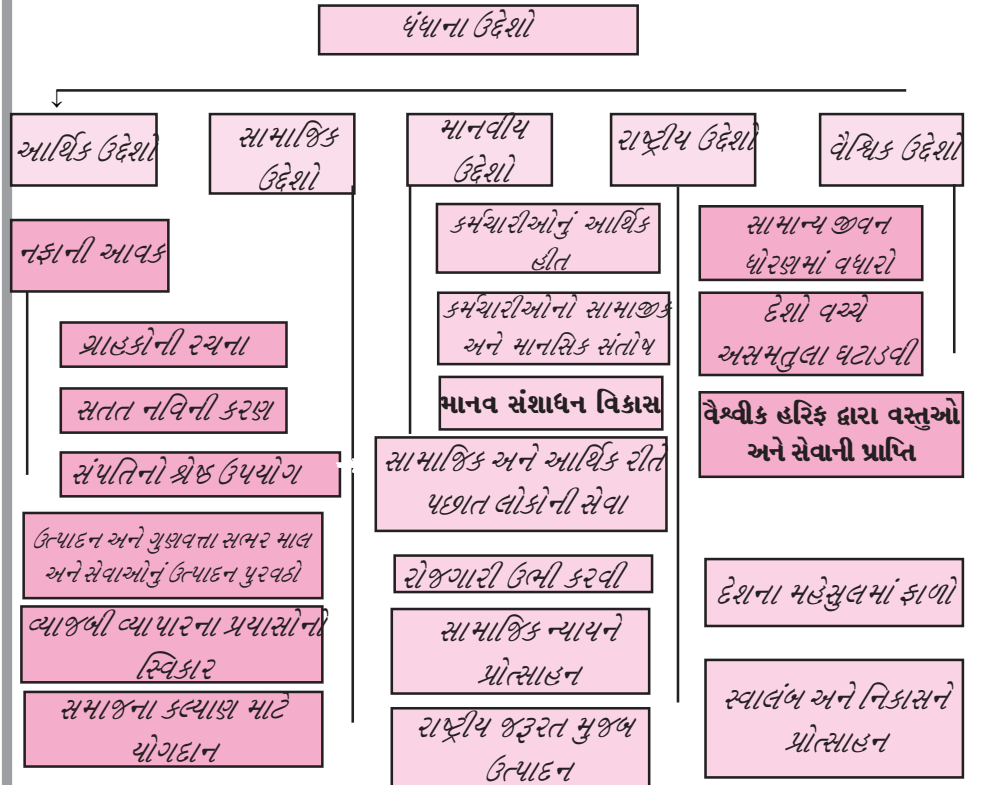 ધંધાના ઉદ્દેશો
આર્થિક ઉદ્દેશો
સામાજિક
ઉદ્દેશો
માનવીય
ઉદ્દેશો
રાષ્ટ્રીય ઉદ્દેશો
વૈશ્વિક ઉદ્દેશો
નફાની આવક
ગ્રાહકોની રચના
સતત નવિની કરણ
સંપતિનો શ્રેષ્ઠ ઉપયોગ
ઉત્પાદન અને ગુણવત્તા સભર માલ
અને સેવાઓનું ઉત્પાદન પુરવઠો
વ્યાજબી વ્યાપારના પ્રયાસોનો
સ્વિકાર
સમાજના કલ્યાણ માટે
યોગદાન
કર્મચારીઓનું આર્થિક
હીત
કર્મચારીઓનો સામાજીક
અને માનસિક સંતોષ
માનવ સંશાધન વિકાસ
સામાજિક અને આર્થિક રીતે
પછાત લોકોની સેવા
રોજગારી ઉભી કરવી
સામાજિક ન્યાયને
પ્રોત્સાહન
રાષ્ટ્રીય જરૂરત મુજબ
ઉત્પાદન
સામાન્ય જીવન
ધોરણમાં વધારો
દેશો વચ્ચે
અસમતુલા ઘટાડવી
વૈશ્વીક હરિફ દ્વારા વસ્તુઓ
અને સેવાની પ્રાપ્તિ
દેશના મહેસુલમાં ફાળો
સ્વાલંબ અને નિકાસને
પ્રોત્સાહન